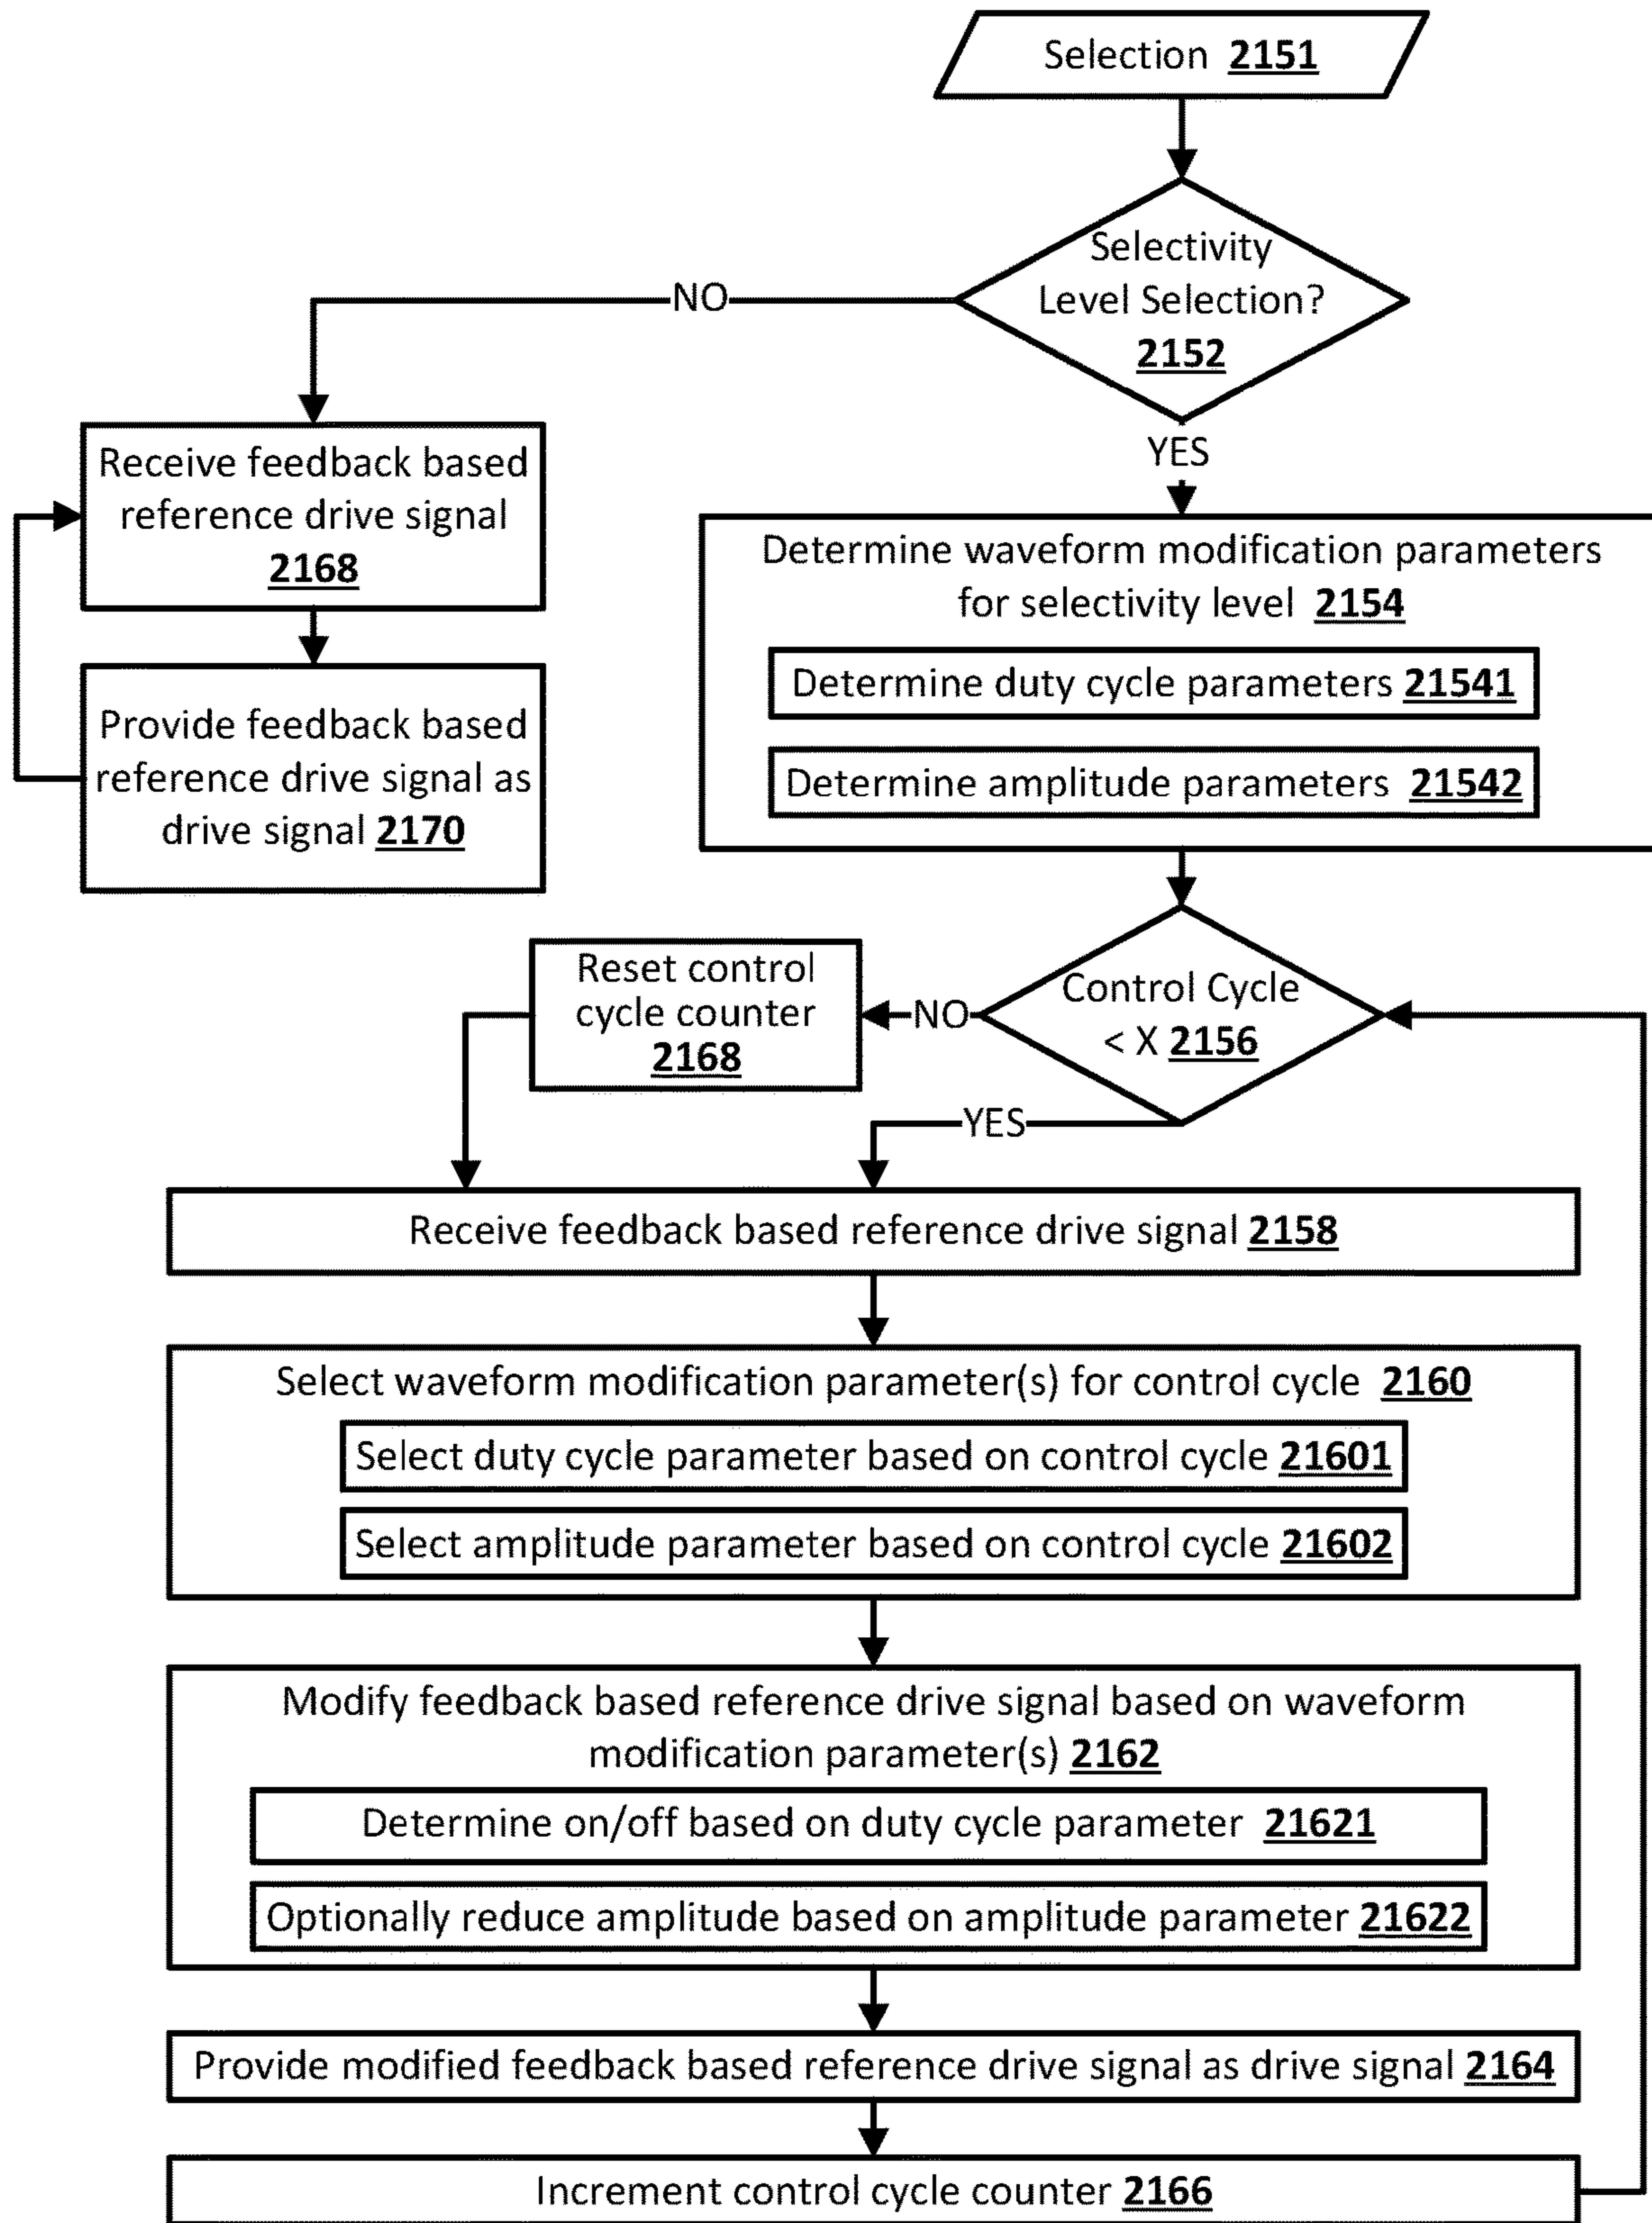 Selection 2151
Selectivity
Level Selection?
2152
NO
YES
Receive feedback based
reference drive signal
2168
Provide feedback based
reference drive signal as
drive signal 2170
Determine waveform modification parameters
for selectivity level 2154
Determine duty cycle parameters 21541
Determine amplitude parameters 21542
Control Cycle
< X 2156
NO
Reset control
cycle counter
2168
YES
Receive feedback based reference drive signal 2158
Select waveform modification parameter(s) for control cycle 2160
Select duty cycle parameter based on control cycle 21601
Select amplitude parameter based on control cycle 21602
Modify feedback based reference drive signal based on waveform
modification parameter(s) 2162
Determine on/off based on duty cycle parameter 21621
Optionally reduce amplitude based on amplitude parameter 21622
Provide modified feedback based reference drive signal as drive signal 2164
Increment control cycle counter 2166